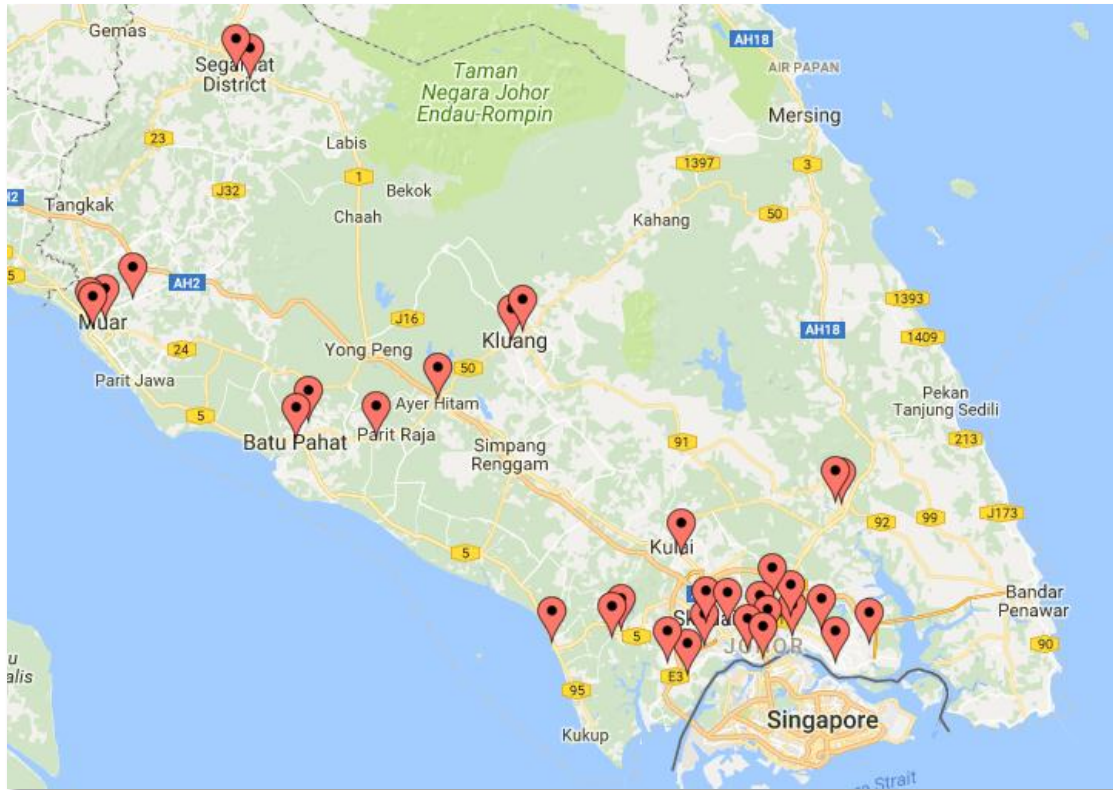 Gemas
AH18
AIR PAPAN
Segamat
District
Taman
Negara Johor
Endau-Rompin
Mersing
23
Labis
1397
3
J32
1
Bekok
Tangkak
Chaah
50
Kahang
5
AH2
1393
J16
Muar
AH18
1409
Kluang
24
Yong Peng
50
Parit Jawa
Pekan
Tanjung Sedili
5
Ayer Hitam
Batu Pahat
Parit Raja
Simpang
Renggam
91
213
92
99
J173
Kulai
5
Bandar
Penawar
5
JOHOR
90
E3
95
Singapore
Kukup
Strait